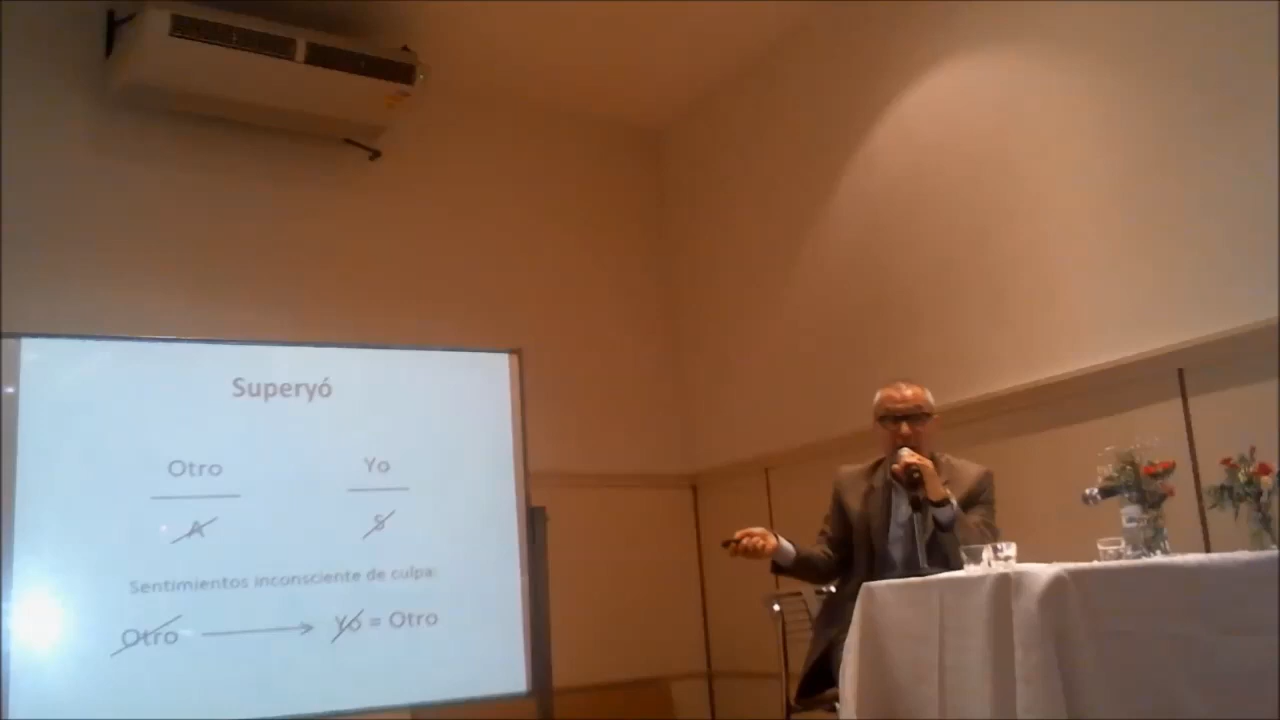 Superyó
Otro Yo
A S
Sentimientos inconsciente de culpa:
Otro Yo = Otro